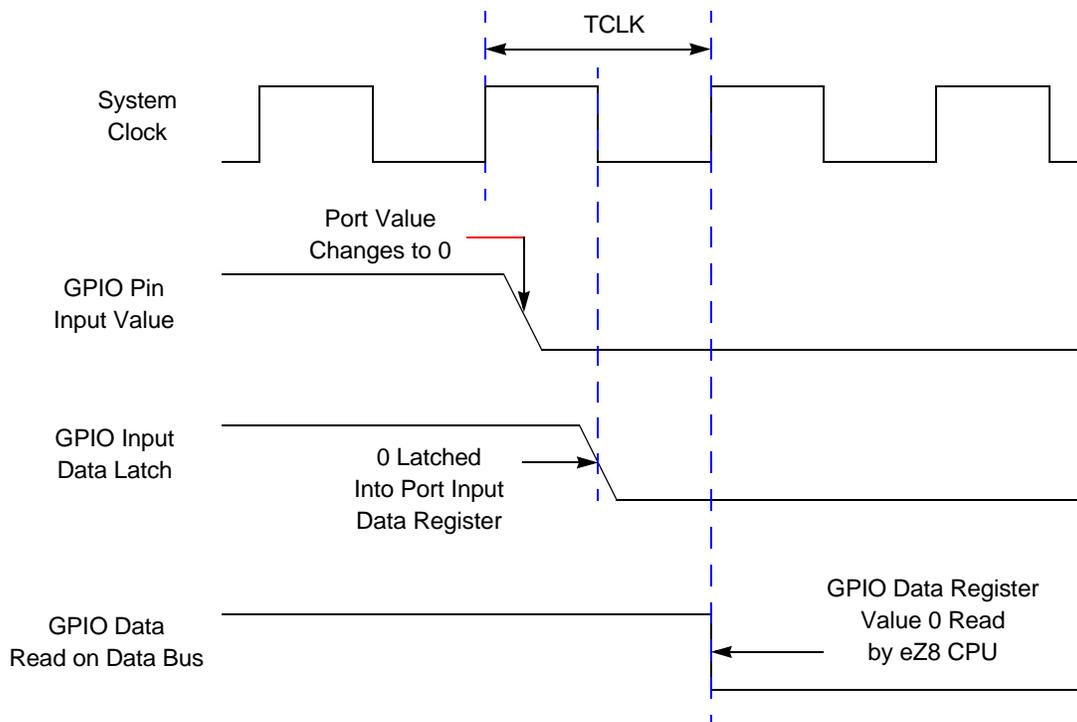 TCLK
System
Clock
Port Value
Changes to 0
GPIO Pin
Input Value
GPIO Input
Data Latch
0 Latched
Into Port Input
Data Register
GPIO Data Register
Value 0 Read
by eZ8 CPU
GPIO Data
Read on Data Bus